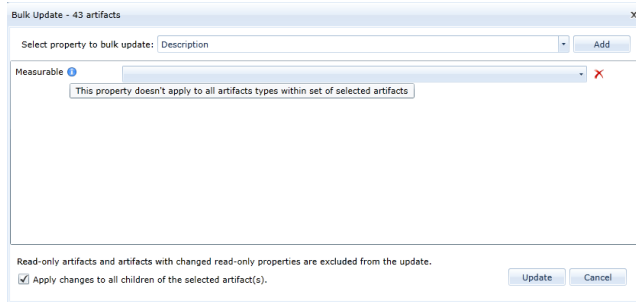 Bulk Update - 43 artifacts
x
Select property to bulk update: Description
Add
Measurable
This property doesn't apply to all artifacts types within set of selected artifacts
Read-only artifacts and artifacts with changed read-only properties are excluded from the update.
Apply changes to all children of the selected artifact(s).
Update
Cancel